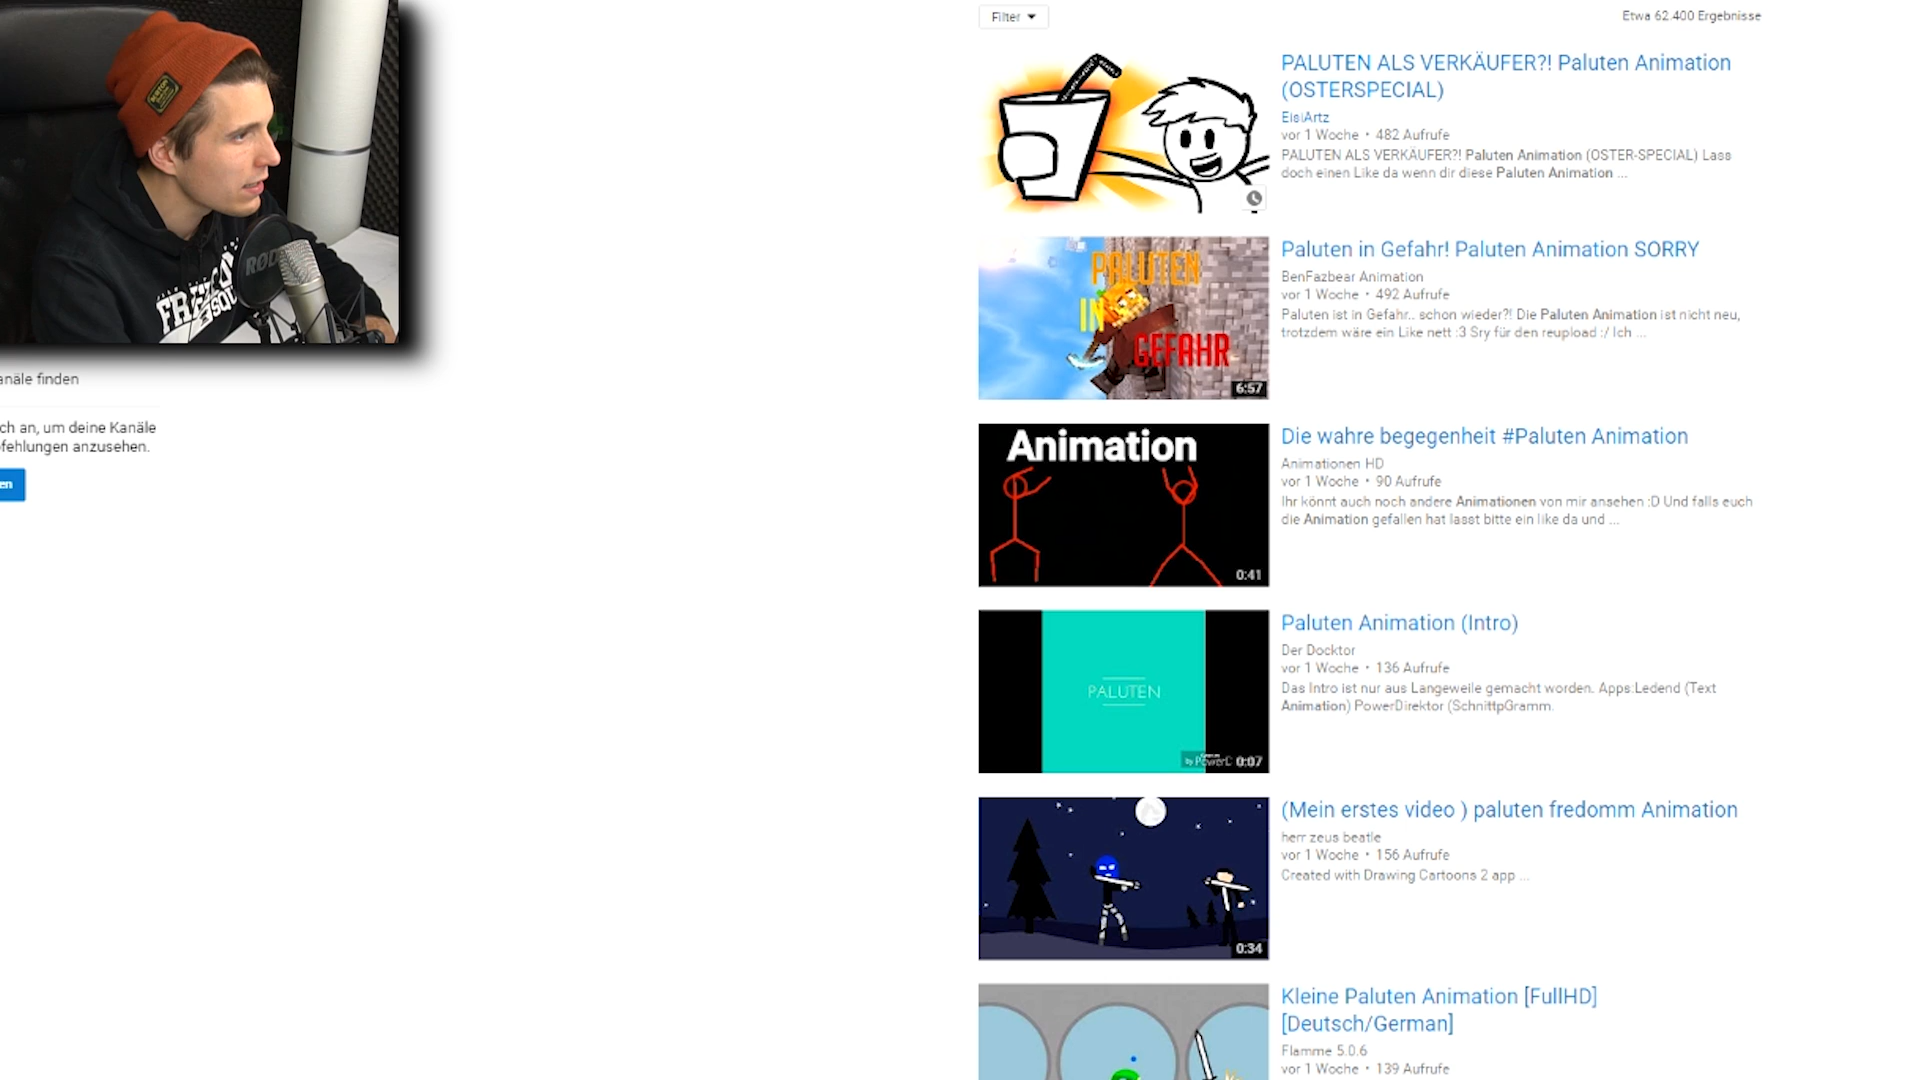 Filter
Etwa 62.400 Ergebnisse
PALUTEN ALS VERKÄUFER?! Paluten Animation
(OSTERSPECIAL)
EisiArtz
vor 1 Woche • 482 Aufrufe
PALUTEN ALS VERKÄUFER?! Paluten Animation (OSTER-SPECIAL) Lass
doch einen Like da wenn dir diese Paluten Animation ...
PALUTEN
IN
GEFAHR
6:57
Paluten in Gefahr! Paluten Animation SORRY
BenFazbear Animation
vor 1 Woche • 492 Aufrufe
Paluten ist in Gefahr.. schon wieder?! Die Paluten Animation ist nicht neu,
trotzdem wäre ein Like nett :3 Sry für den reupload :/ Ich ...
Animation
0:41
Die wahre begegenheit #Paluten Animation
Animationen HD
vor 1 Woche • 90 Aufrufe
Ihr könnt auch noch andere Animationen von mir ansehen :D Und falls euch
die Animation gefallen hat lasst bitte ein like da und ...
PALUTEN
0:07
Paluten Animation (Intro)
Der Docktor
vor 1 Woche • 136 Aufrufe
Das Intro ist nur aus Langeweile gemacht worden. Apps:Ledend (Text
Animation) PowerDirektor (SchnittpGramm.
0:34
(Mein erstes video ) paluten fredomm Animation
herr zeus beatle
vor 1 Woche • 156 Aufrufe
Created with Drawing Cartoons 2 app ...
Kleine Paluten Animation [FullHD]
[Deutsch/German]
Flamme 5.0.6
vor 1 Woche • 139 Aufrufe
BURTON
RØD
anäle finden
ch an, um deine Kanäle
fehlungen anzusehen.
en